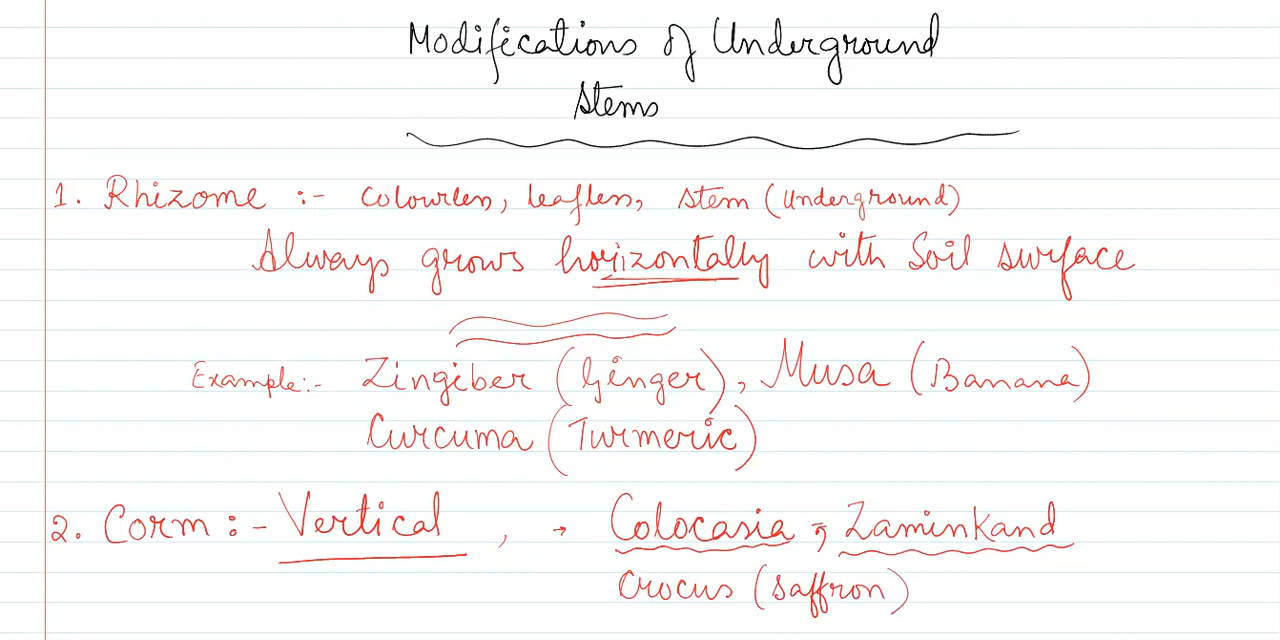 Modifications of Underground
Stems
1. Rhizome :- Colourless, leafless, stem (Underground)
Always grows horizontally with Soil surface
Example:- Zingiber (Ginger), Musa (Banana)
Curcuma (Turmeric)
2. Corm :- Vertical , → Colocasia, Zaminkand
Crocus (Saffron)